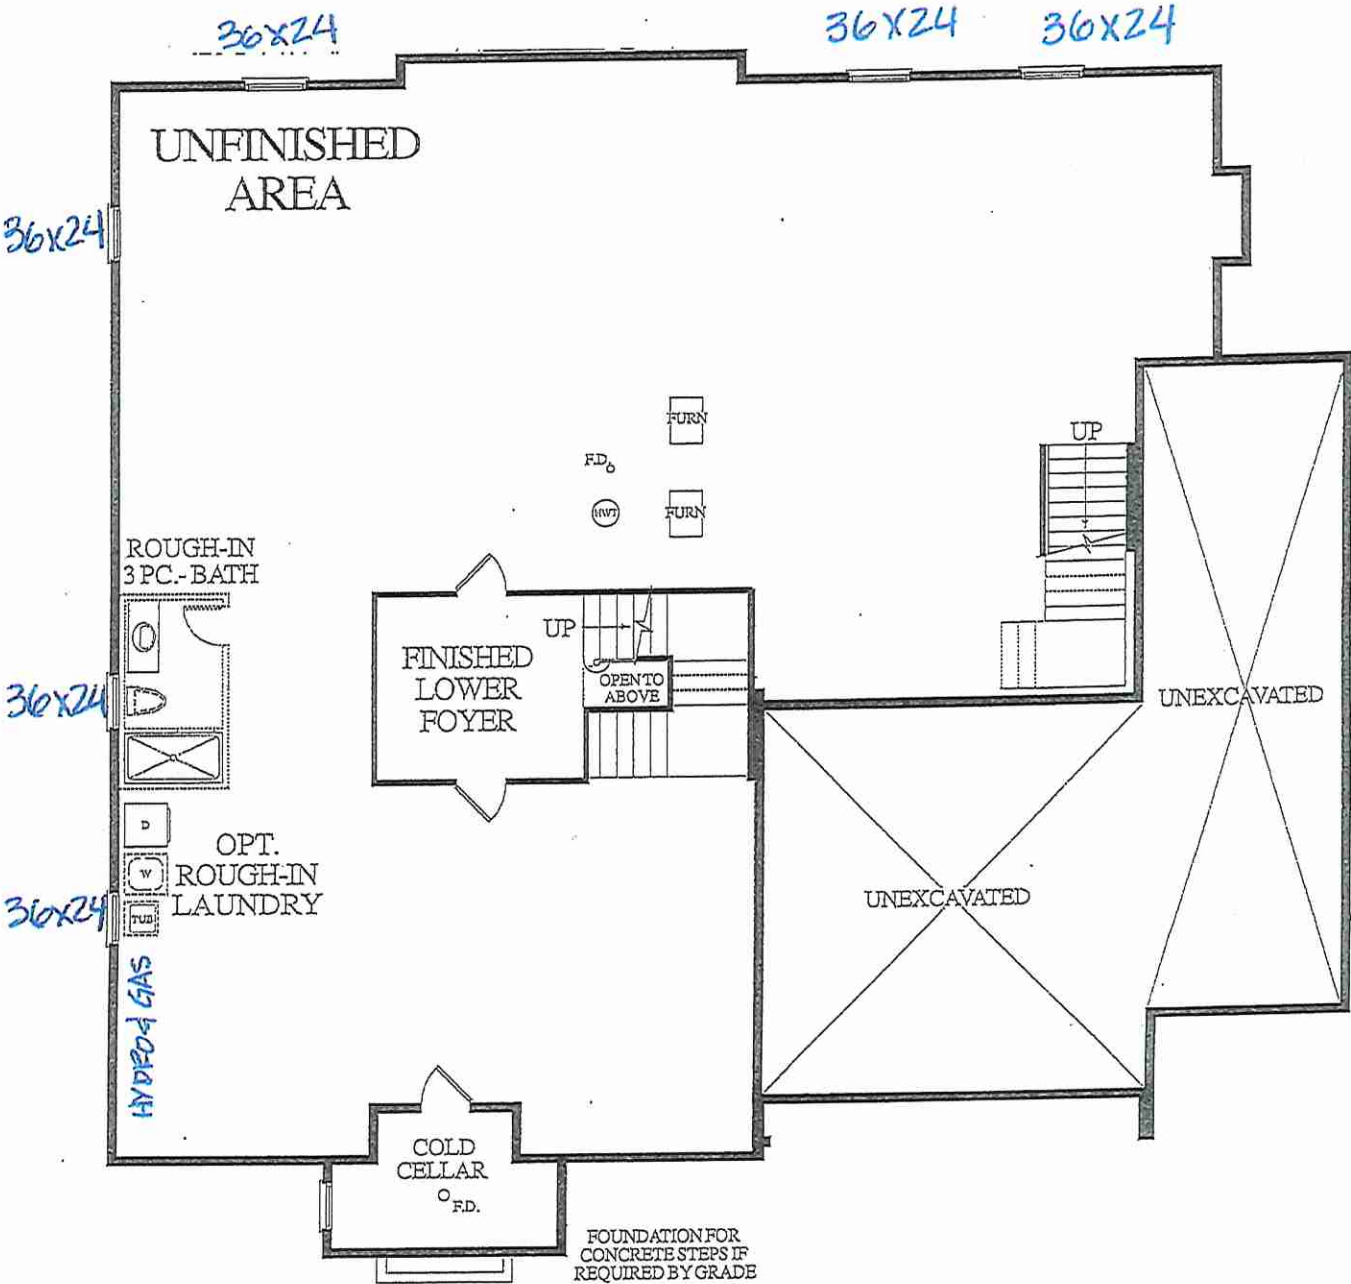 36X24
36X24
36X24
UNFINISHED
AREA
36X24
FURN
F.D.
HWT
FURN
UP
ROUGH-IN
3 PC.- BATH
UP
FINISHED
LOWER
FOYER
OPEN TO
ABOVE
36X24
UNEXCAVATED
D
OPT.
W
ROUGH-IN
LAUNDRY
36X24
TUB
UNEXCAVATED
HYDRO & GAS
COLD
CELLAR
F.D.
FOUNDATION FOR
CONCRETE STEPS IF
REQUIRED BY GRADE